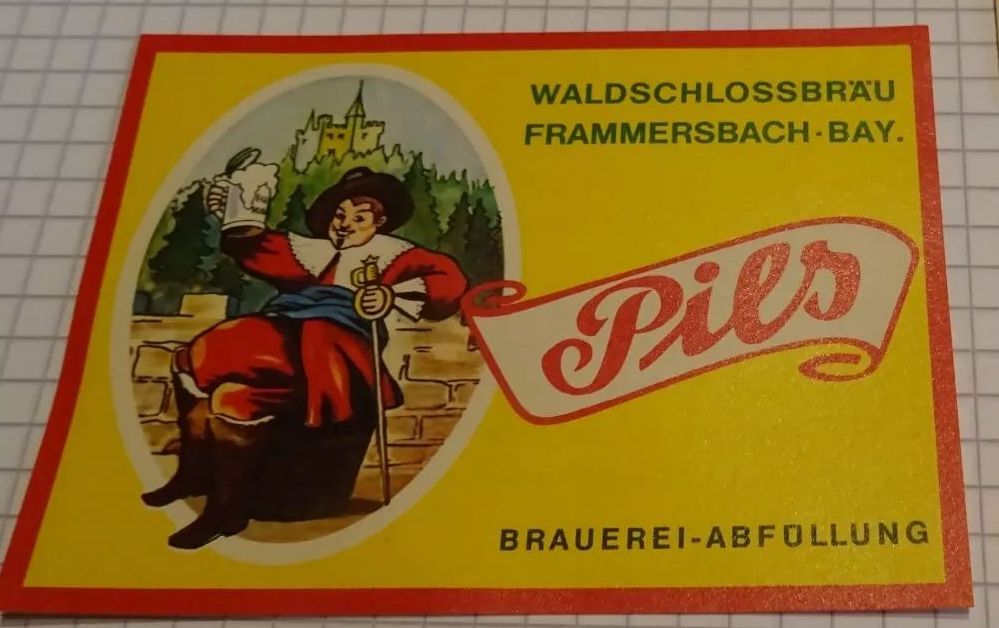 WALDSCHLOSSBRÄU
FRAMMERSBACH·BAY.
Pils
BRAUEREI-ABFÜLLUNG